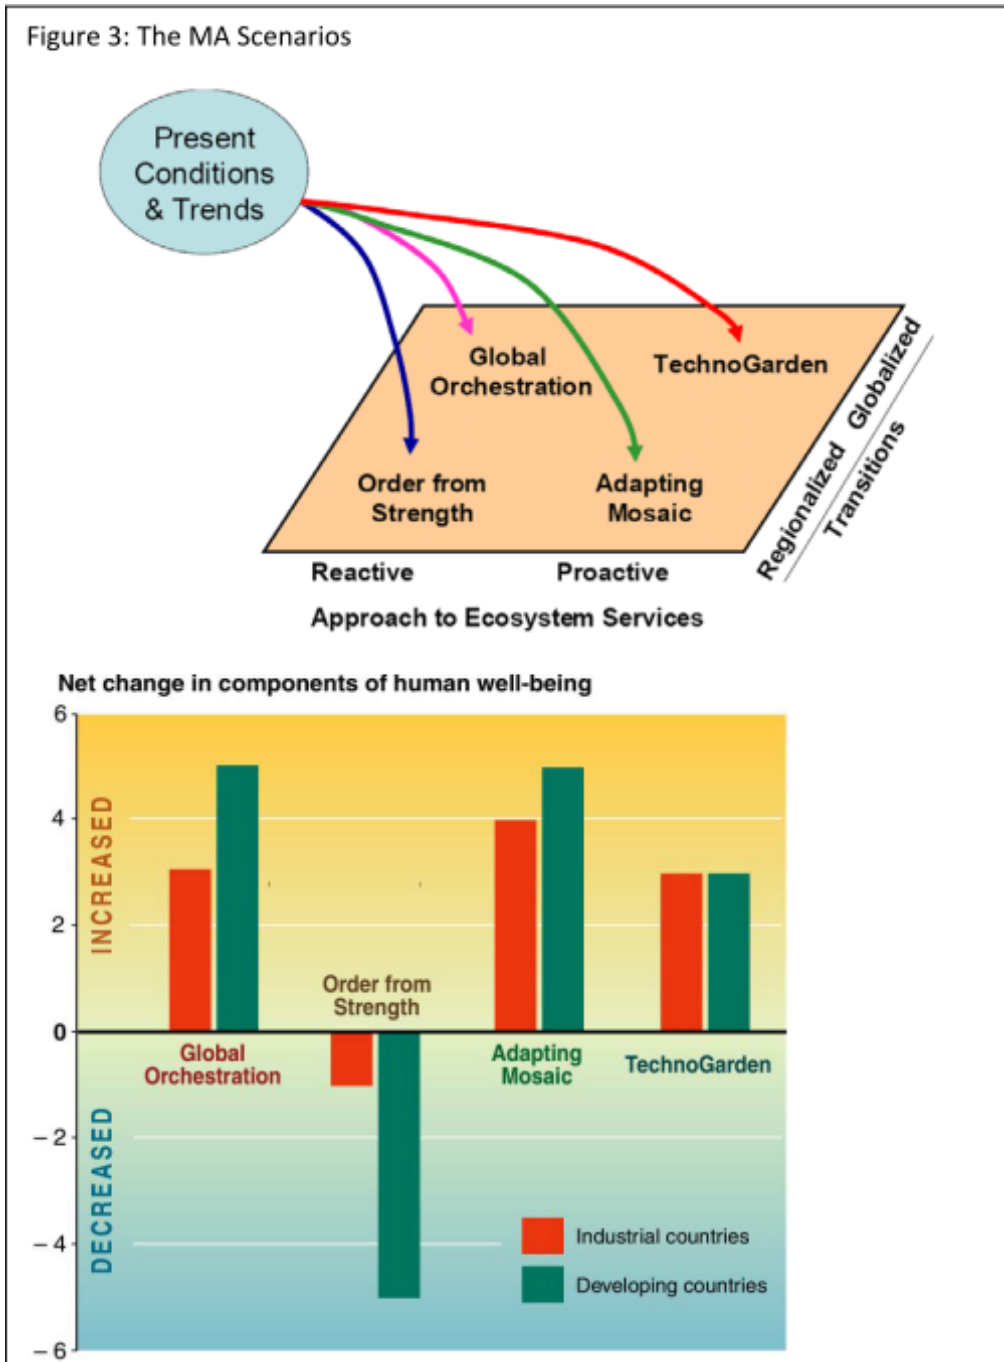 Figure 3: The MA Scenarios
Present
Conditions
& Trends
Global
Orchestration
TechnoGarden
Order from
Strength
Adapting
Mosaic
Regionalized Globalized
Transitions
Reactive
Proactive
Approach to Ecosystem Services
Net change in components of human well-being
6
4
2
0
– 2
– 4
– 6
INCREASED
DECREASED
Order from
Strength
Global
Orchestration
Adapting
Mosaic
TechnoGarden
Industrial countries
Developing countries